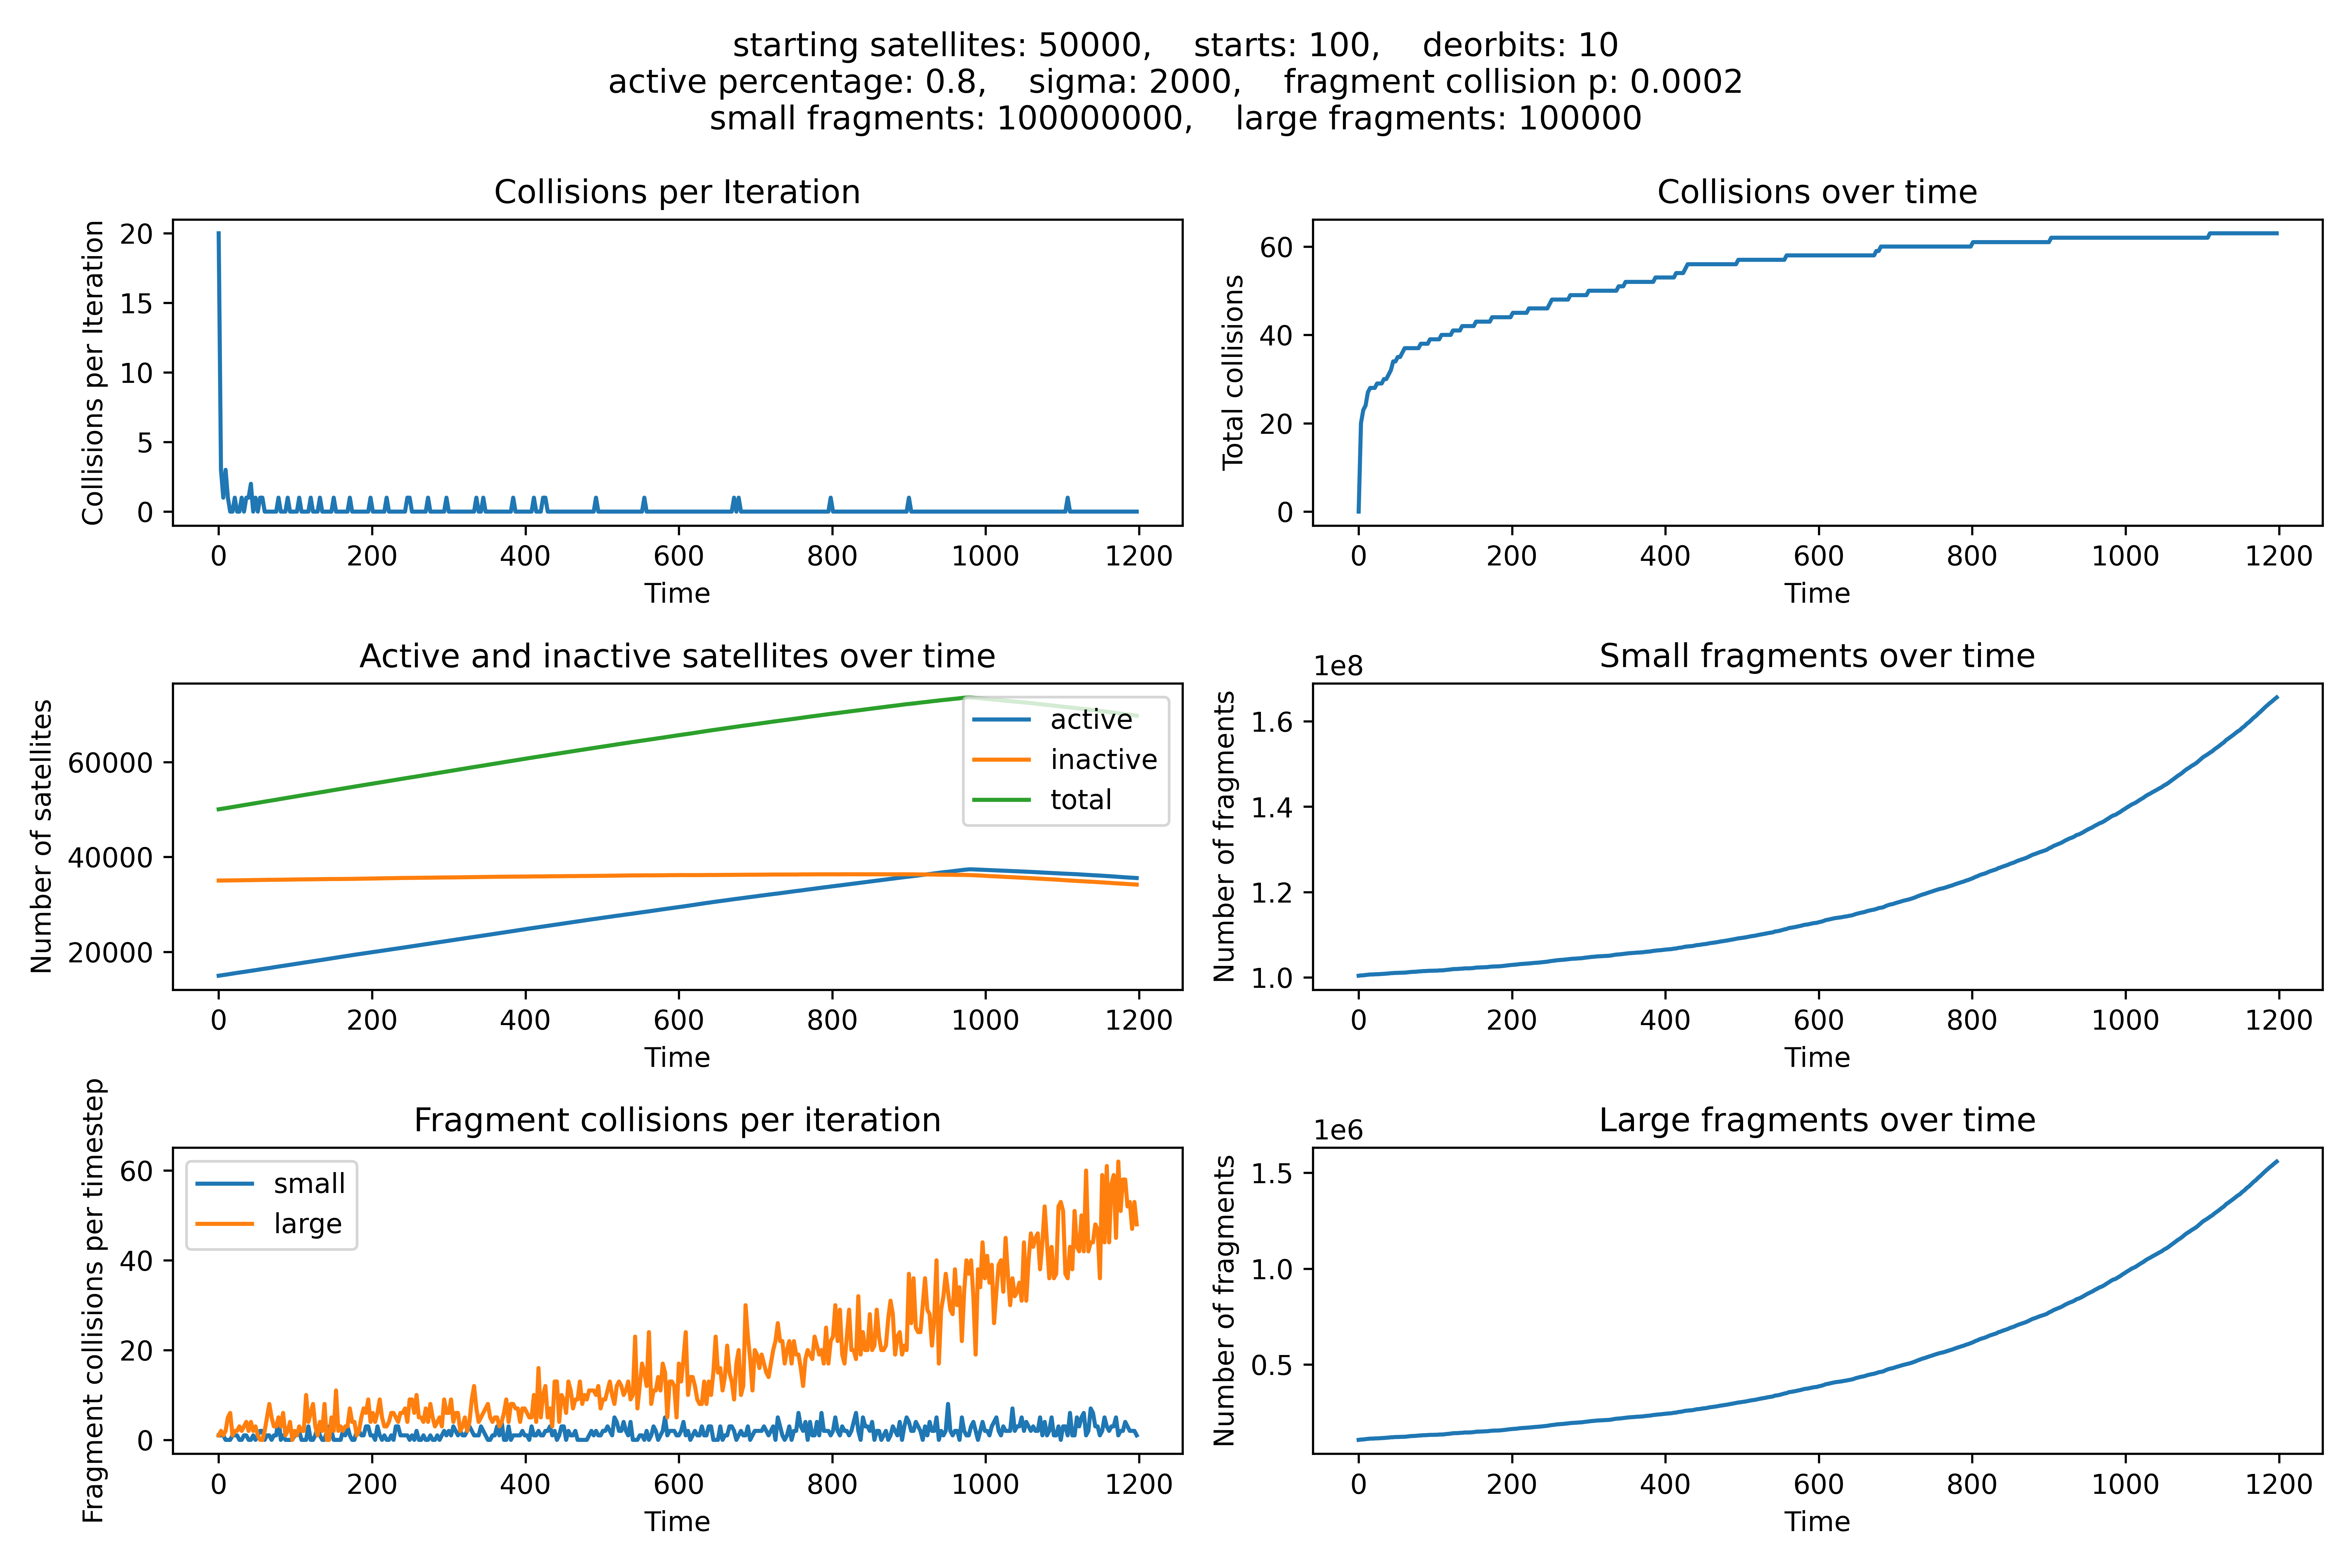 starting satellites: 50000,    starts: 100,    deorbits: 10
active percentage: 0.8,    sigma: 2000,    fragment collision p: 0.0002
small fragments: 100000000,    large fragments: 100000
Collisions per Iteration
Collisions per Iteration
20
15
10
5
0
0 200 400 600 800 1000 1200
Time
Collisions over time
Total collisions
60
40
20
0
0 200 400 600 800 1000 1200
Time
Active and inactive satellites over time
Number of satellites
60000
40000
20000
active
inactive
total
0 200 400 600 800 1000 1200
Time
Small fragments over time
1e8
Number of fragments
1.6
1.4
1.2
1.0
0 200 400 600 800 1000 1200
Time
Fragment collisions per iteration
Fragment collisions per timestep
60
40
20
0
small
large
0 200 400 600 800 1000 1200
Time
Large fragments over time
1e6
Number of fragments
1.5
1.0
0.5
0 200 400 600 800 1000 1200
Time